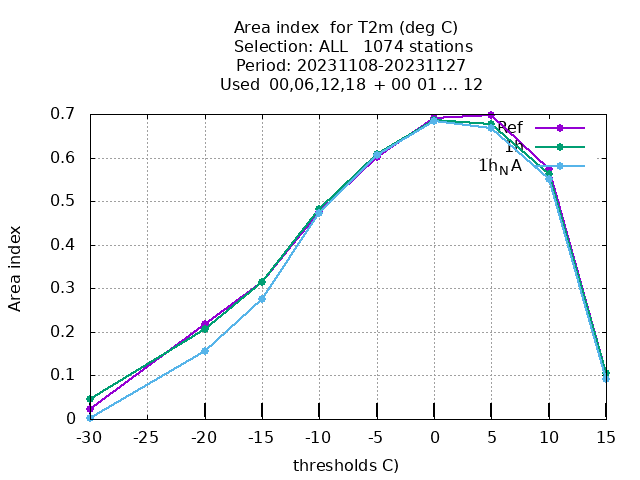 Area index  for T2m (deg C)
Selection: ALL   1074 stations
Period: 20231108-20231127
Used  00,06,12,18  + 00 01 ... 12
0.7
0.6
0.5
0.4
0.3
0.2
0.1
0
Area index
Ref
1h
1h_NA
-30 -25 -20 -15 -10 -5 0 5 10 15
thresholds C)